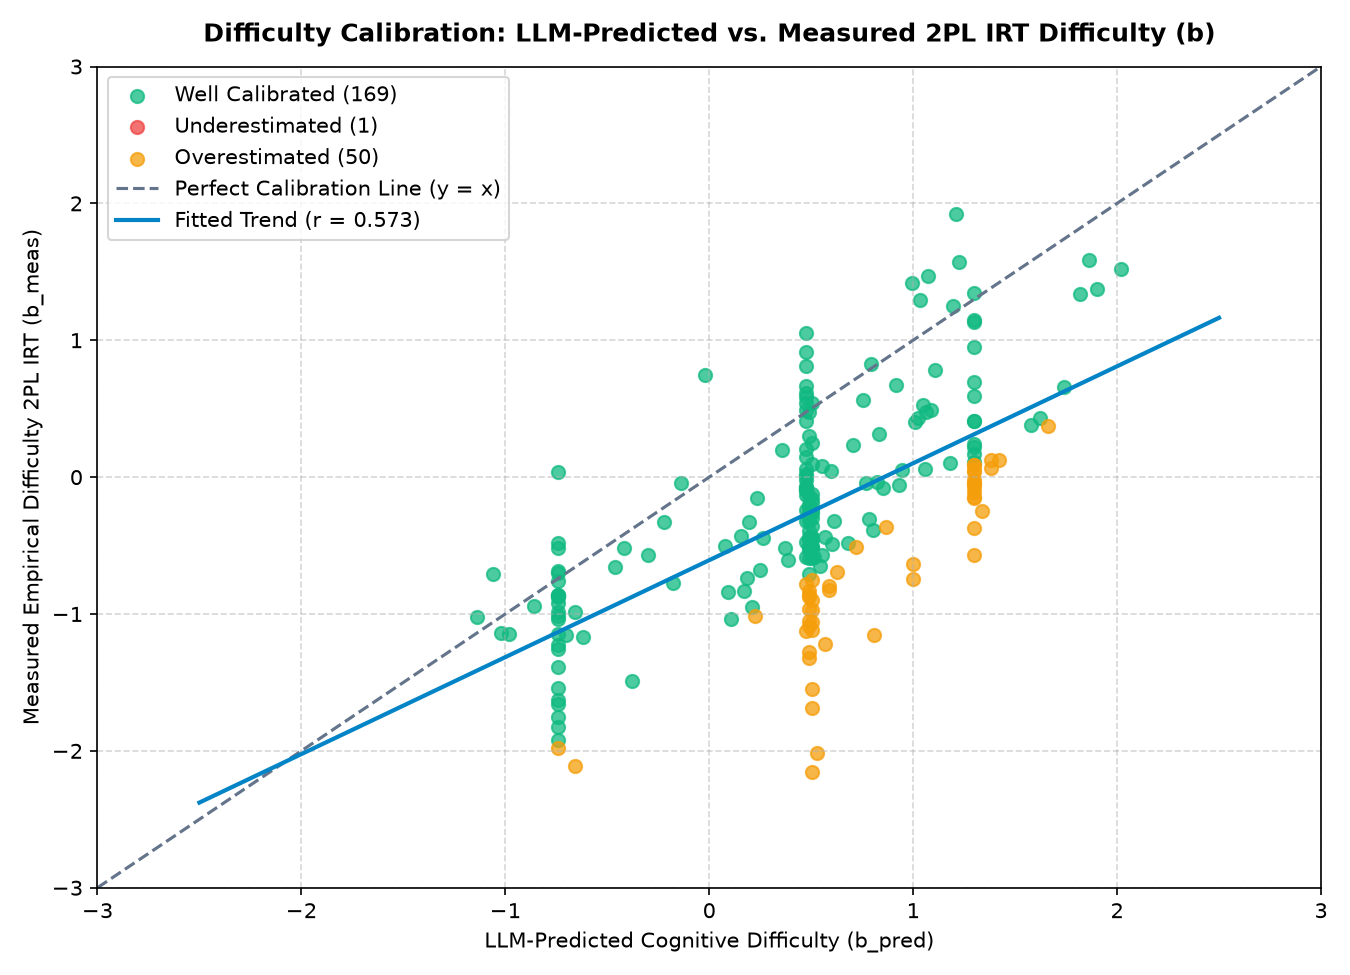 Difficulty Calibration: LLM-Predicted vs. Measured 2PL IRT Difficulty (b)
Well Calibrated (169)
Underestimated (1)
Overestimated (50)
Perfect Calibration Line (y = x)
Fitted Trend (r = 0.573)
Measured Empirical Difficulty 2PL IRT (b_meas)
3
2
1
0
−1
−2
−3
−3 −2 −1 0 1 2 3
LLM-Predicted Cognitive Difficulty (b_pred)